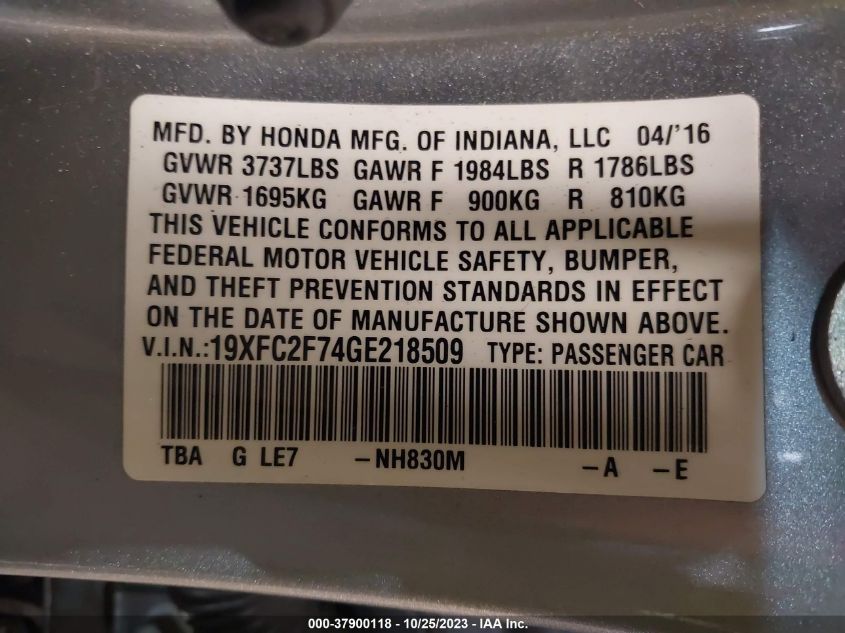 MFD. BY HONDA MFG. OF INDIANA, LLC 04/'16
GVWR 3737LBS GAWR F 1984LBS R 1786LBS
GVWR 1695KG GAWR F 900KG R 810KG
THIS VEHICLE CONFORMS TO ALL APPLICABLE
FEDERAL MOTOR VEHICLE SAFETY, BUMPER,
AND THEFT PREVENTION STANDARDS IN EFFECT
ON THE DATE OF MANUFACTURE SHOWN ABOVE.
V.I.N.:19XFC2F74GE218509 TYPE: PASSENGER CAR
TBA G LE7 -NH830M -A -E
000-37900118 - 10/25/2023 - IAA Inc.